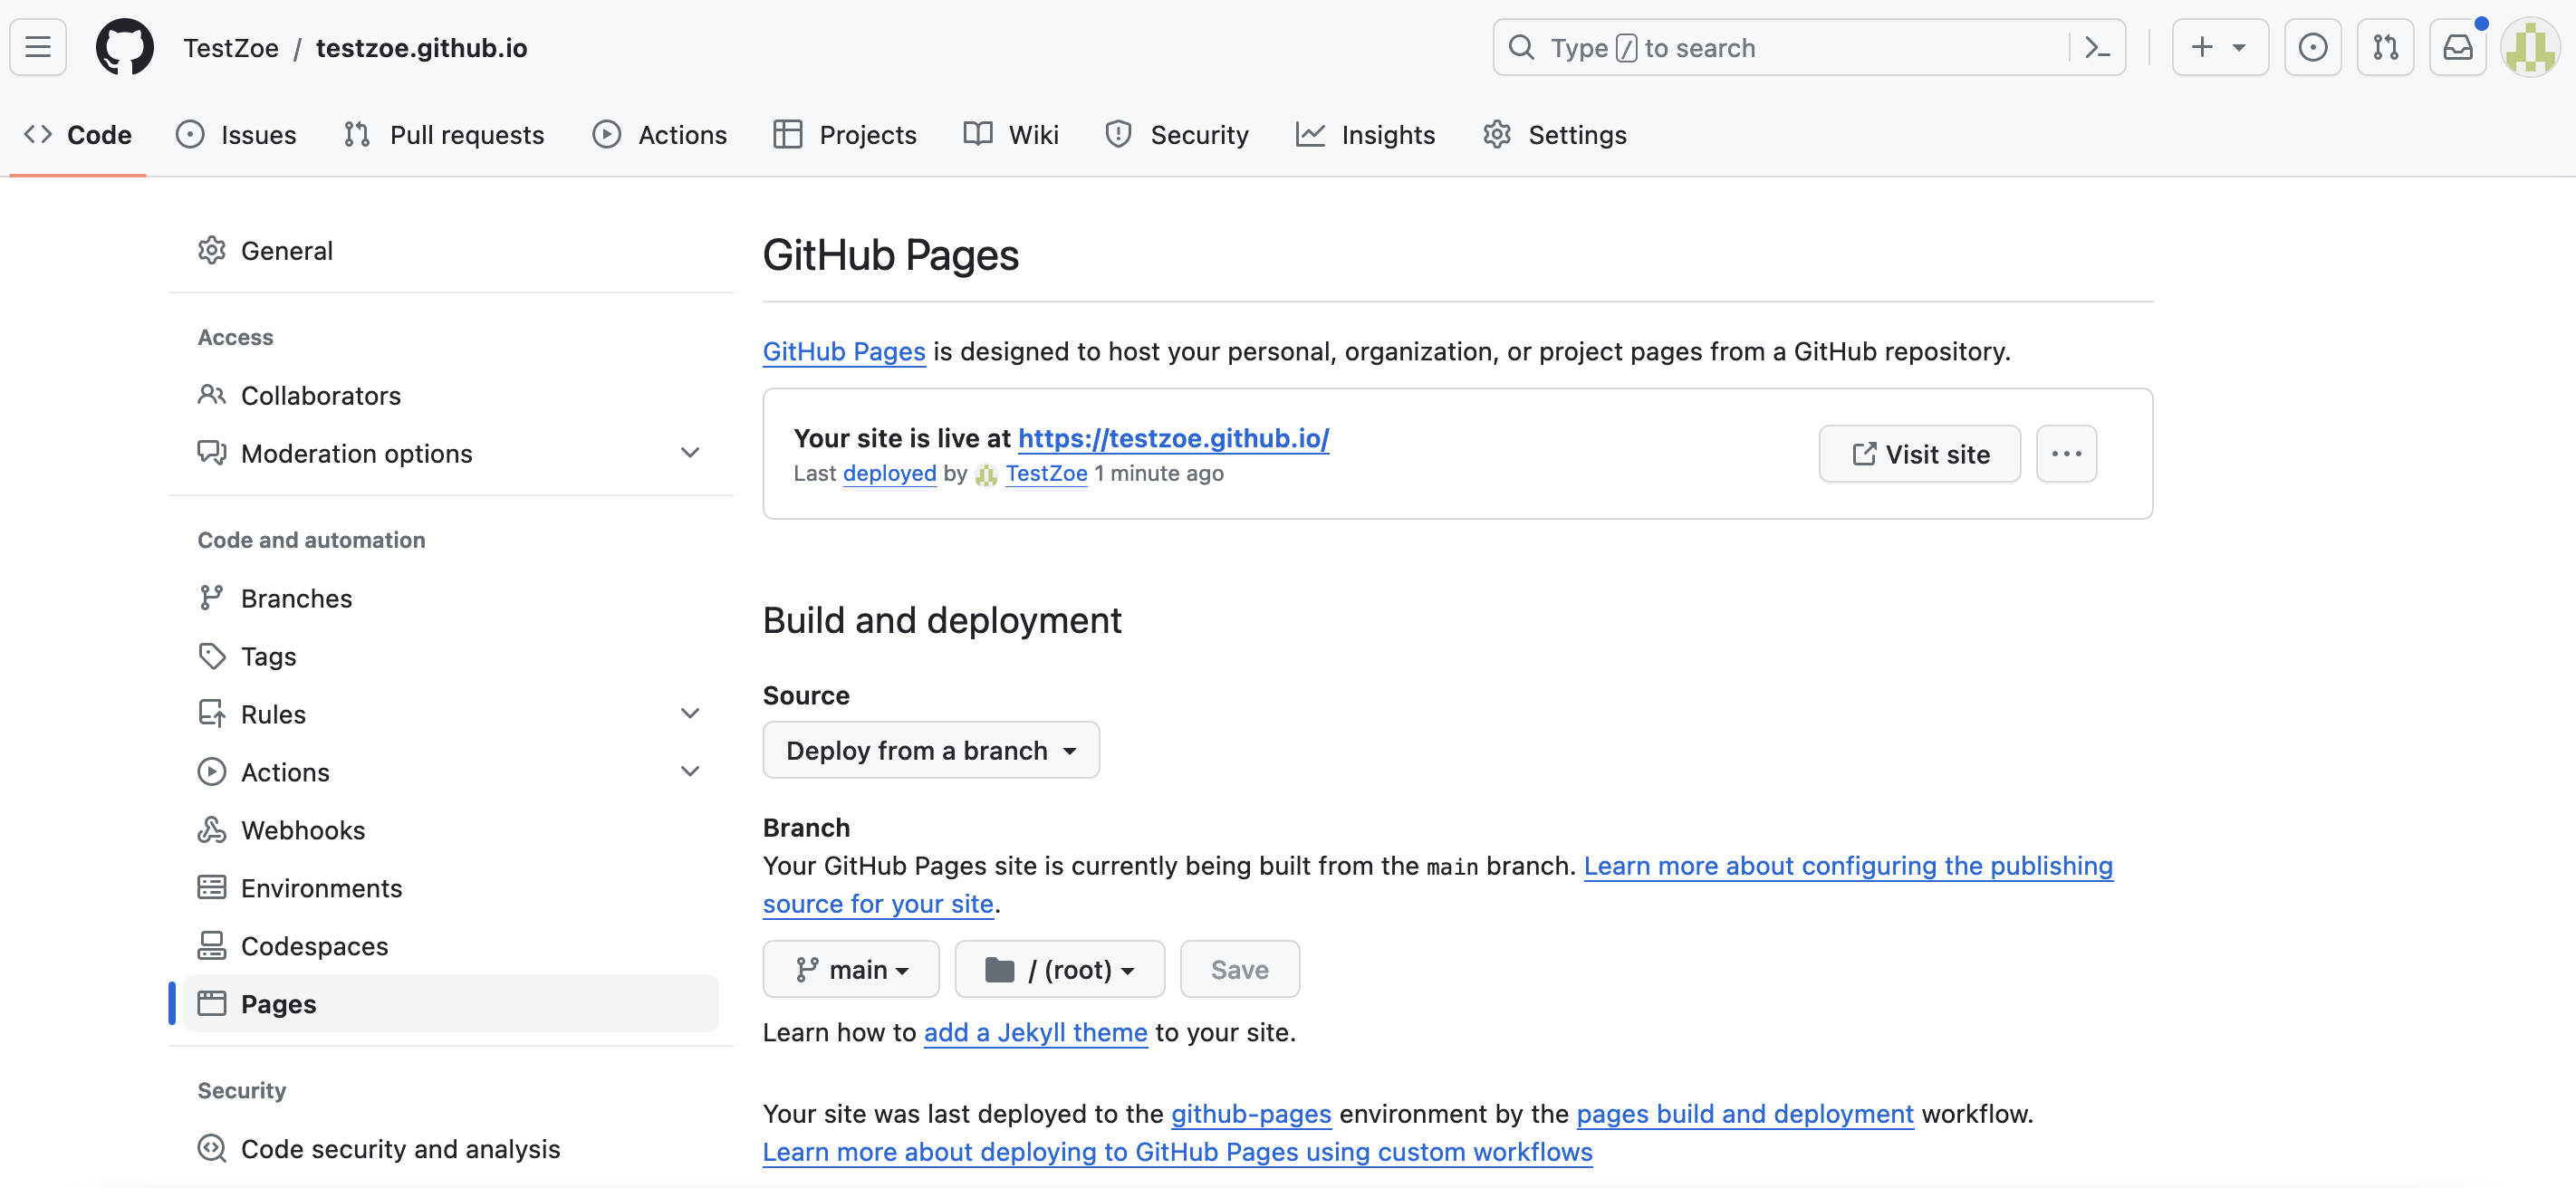 TestZoe / testzoe.github.io
Type / to search
Code Issues Pull requests Actions Projects Wiki Security Insights Settings
General
Access
Collaborators
Moderation options
Code and automation
Branches
Tags
Rules
Actions
Webhooks
Environments
Codespaces
Pages
Security
Code security and analysis
GitHub Pages
GitHub Pages is designed to host your personal, organization, or project pages from a GitHub repository.
Your site is live at https://testzoe.github.io/
Last deployed by TestZoe 1 minute ago
Visit site
Build and deployment
Source
Deploy from a branch
Branch
Your GitHub Pages site is currently being built from the main branch. Learn more about configuring the publishing
source for your site.
main / (root) Save
Learn how to add a Jekyll theme to your site.
Your site was last deployed to the github-pages environment by the pages build and deployment workflow.
Learn more about deploying to GitHub Pages using custom workflows